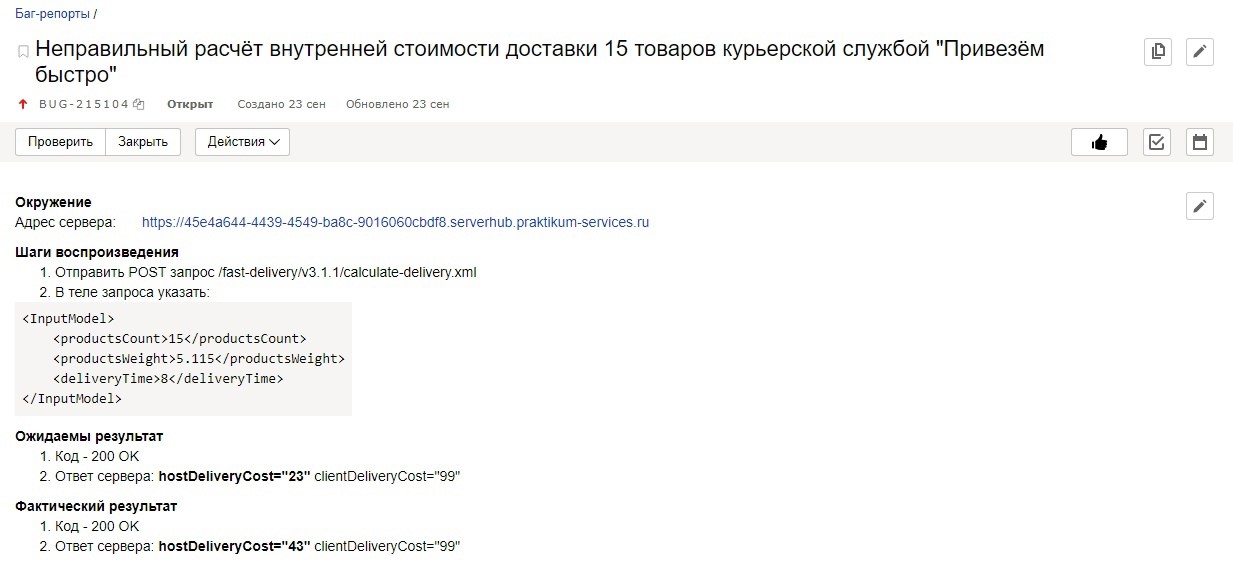 Баг-репорты /
Неправильный расчёт внутренней стоимости доставки 15 товаров курьерской службой "Привезём
быстро"
BUG-215104 Открыт Создано 23 сен Обновлено 23 сен
Проверить Закрыть Действия
Окружение
Адрес сервера: https://45e4a644-4439-4549-ba8c-9016060cbdf8.serverhub.praktikum-services.ru
Шаги воспроизведения
1. Отправить POST запрос /fast-delivery/v3.1.1/calculate-delivery.xml
2. В теле запроса указать:
<InputModel>
    <productsCount>15</productsCount>
    <productsWeight>5.115</productsWeight>
    <deliveryTime>8</deliveryTime>
</InputModel>
Ожидаемы результат
1. Код - 200 OK
2. Ответ сервера: hostDeliveryCost="23" clientDeliveryCost="99"
Фактический результат
1. Код - 200 OK
2. Ответ сервера: hostDeliveryCost="43" clientDeliveryCost="99"